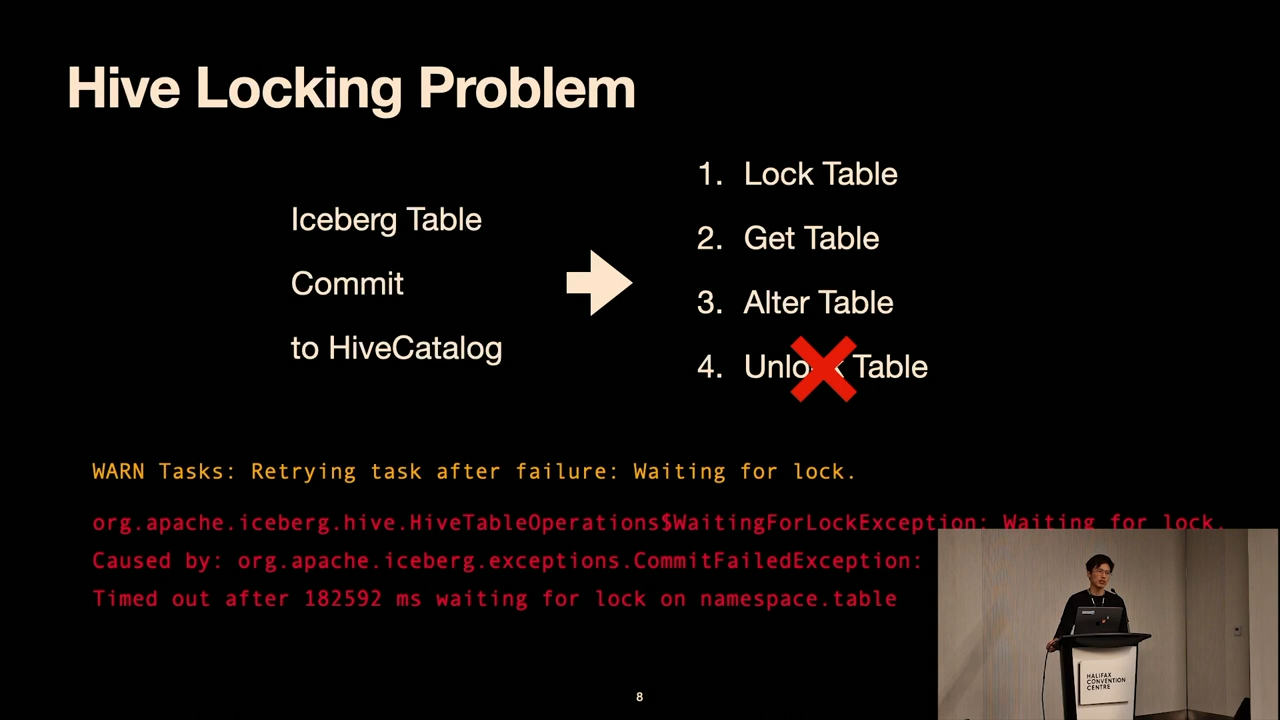 Hive Locking Problem
Iceberg Table
Commit
to HiveCatalog
1. Lock Table
2. Get Table
3. Alter Table
4. Unlock Table
WARN Tasks: Retrying task after failure: Waiting for lock.
org.apache.iceberg.hive.HiveTableOperations$WaitingForLockException: Waiting for lock.
Caused by: org.apache.iceberg.exceptions.CommitFailedException:
Timed out after 182592 ms waiting for lock on namespace.table
8
HALIFAX
CONVENTION
CENTRE